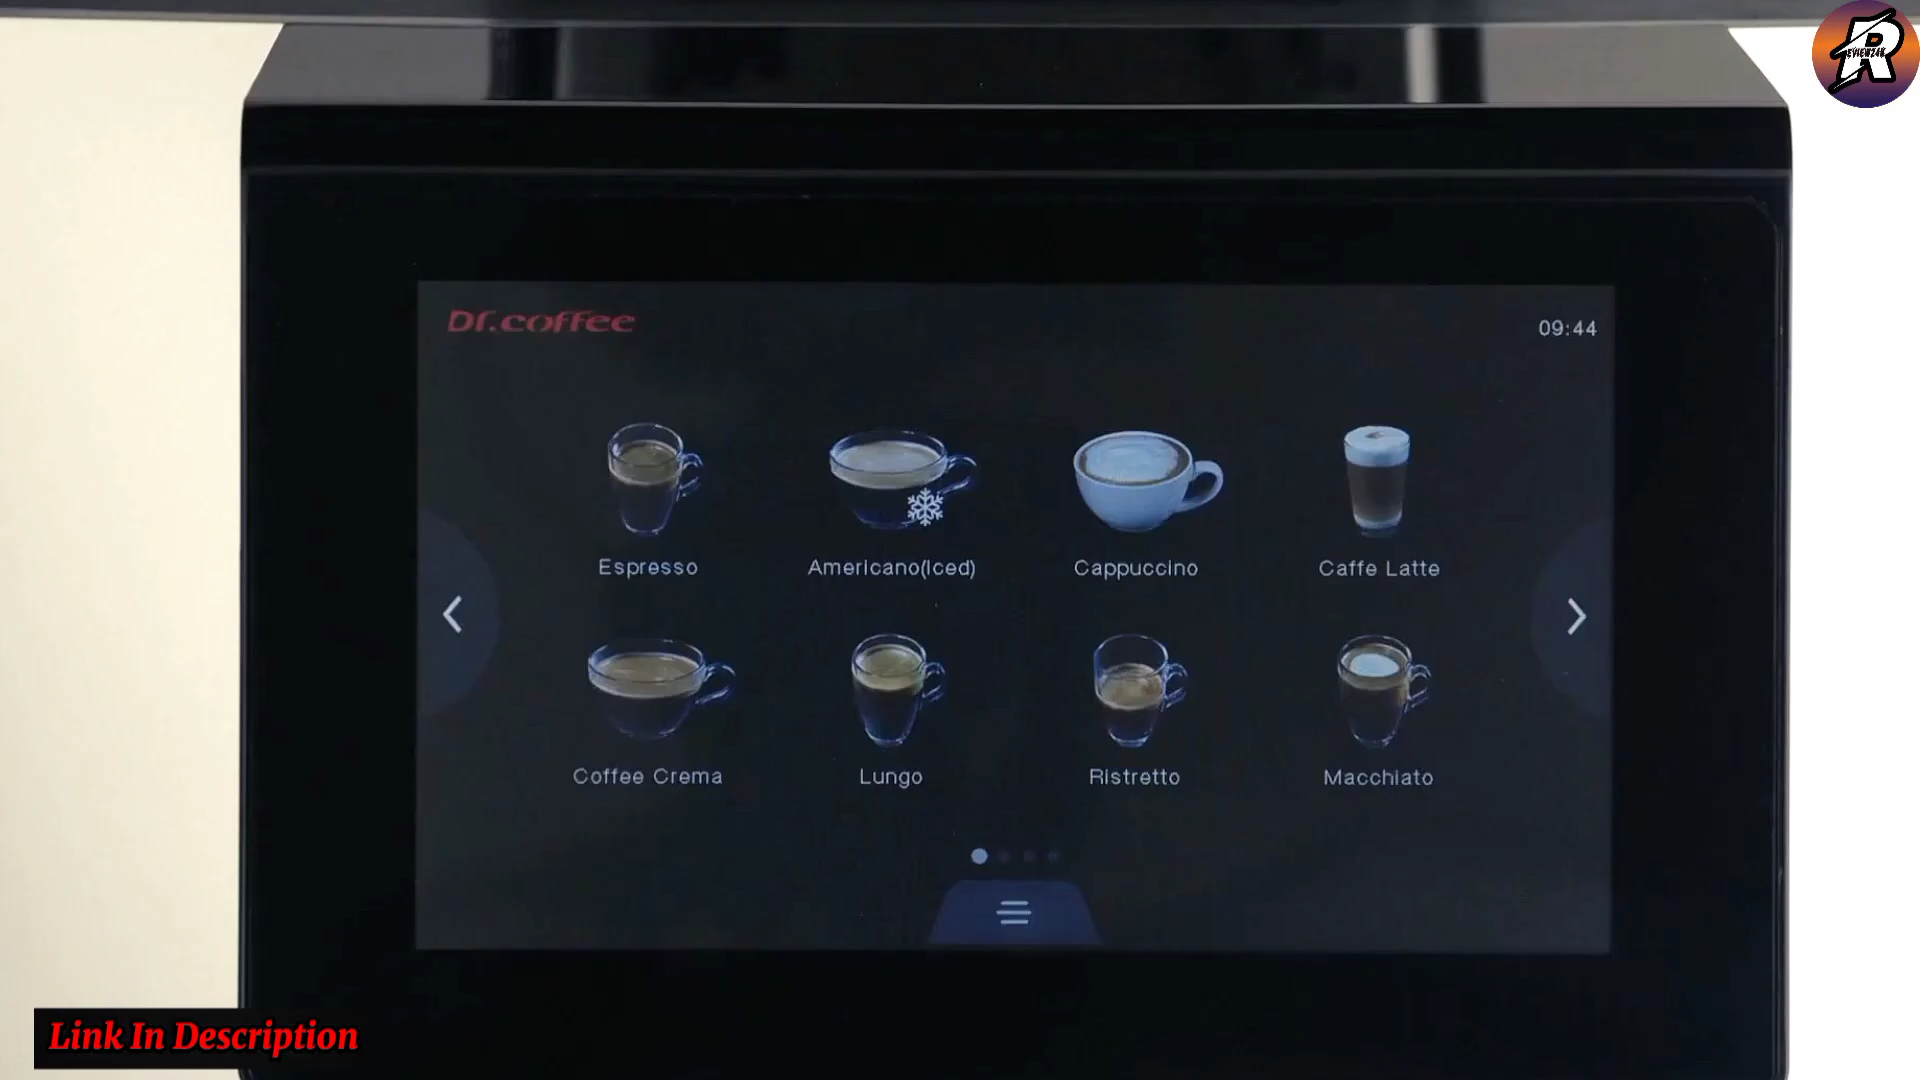 Dr.coffee
09:44
Espresso
Americano(Iced)
Cappuccino
Caffe Latte
Coffee Crema
Lungo
Ristretto
Macchiato
Link In Description